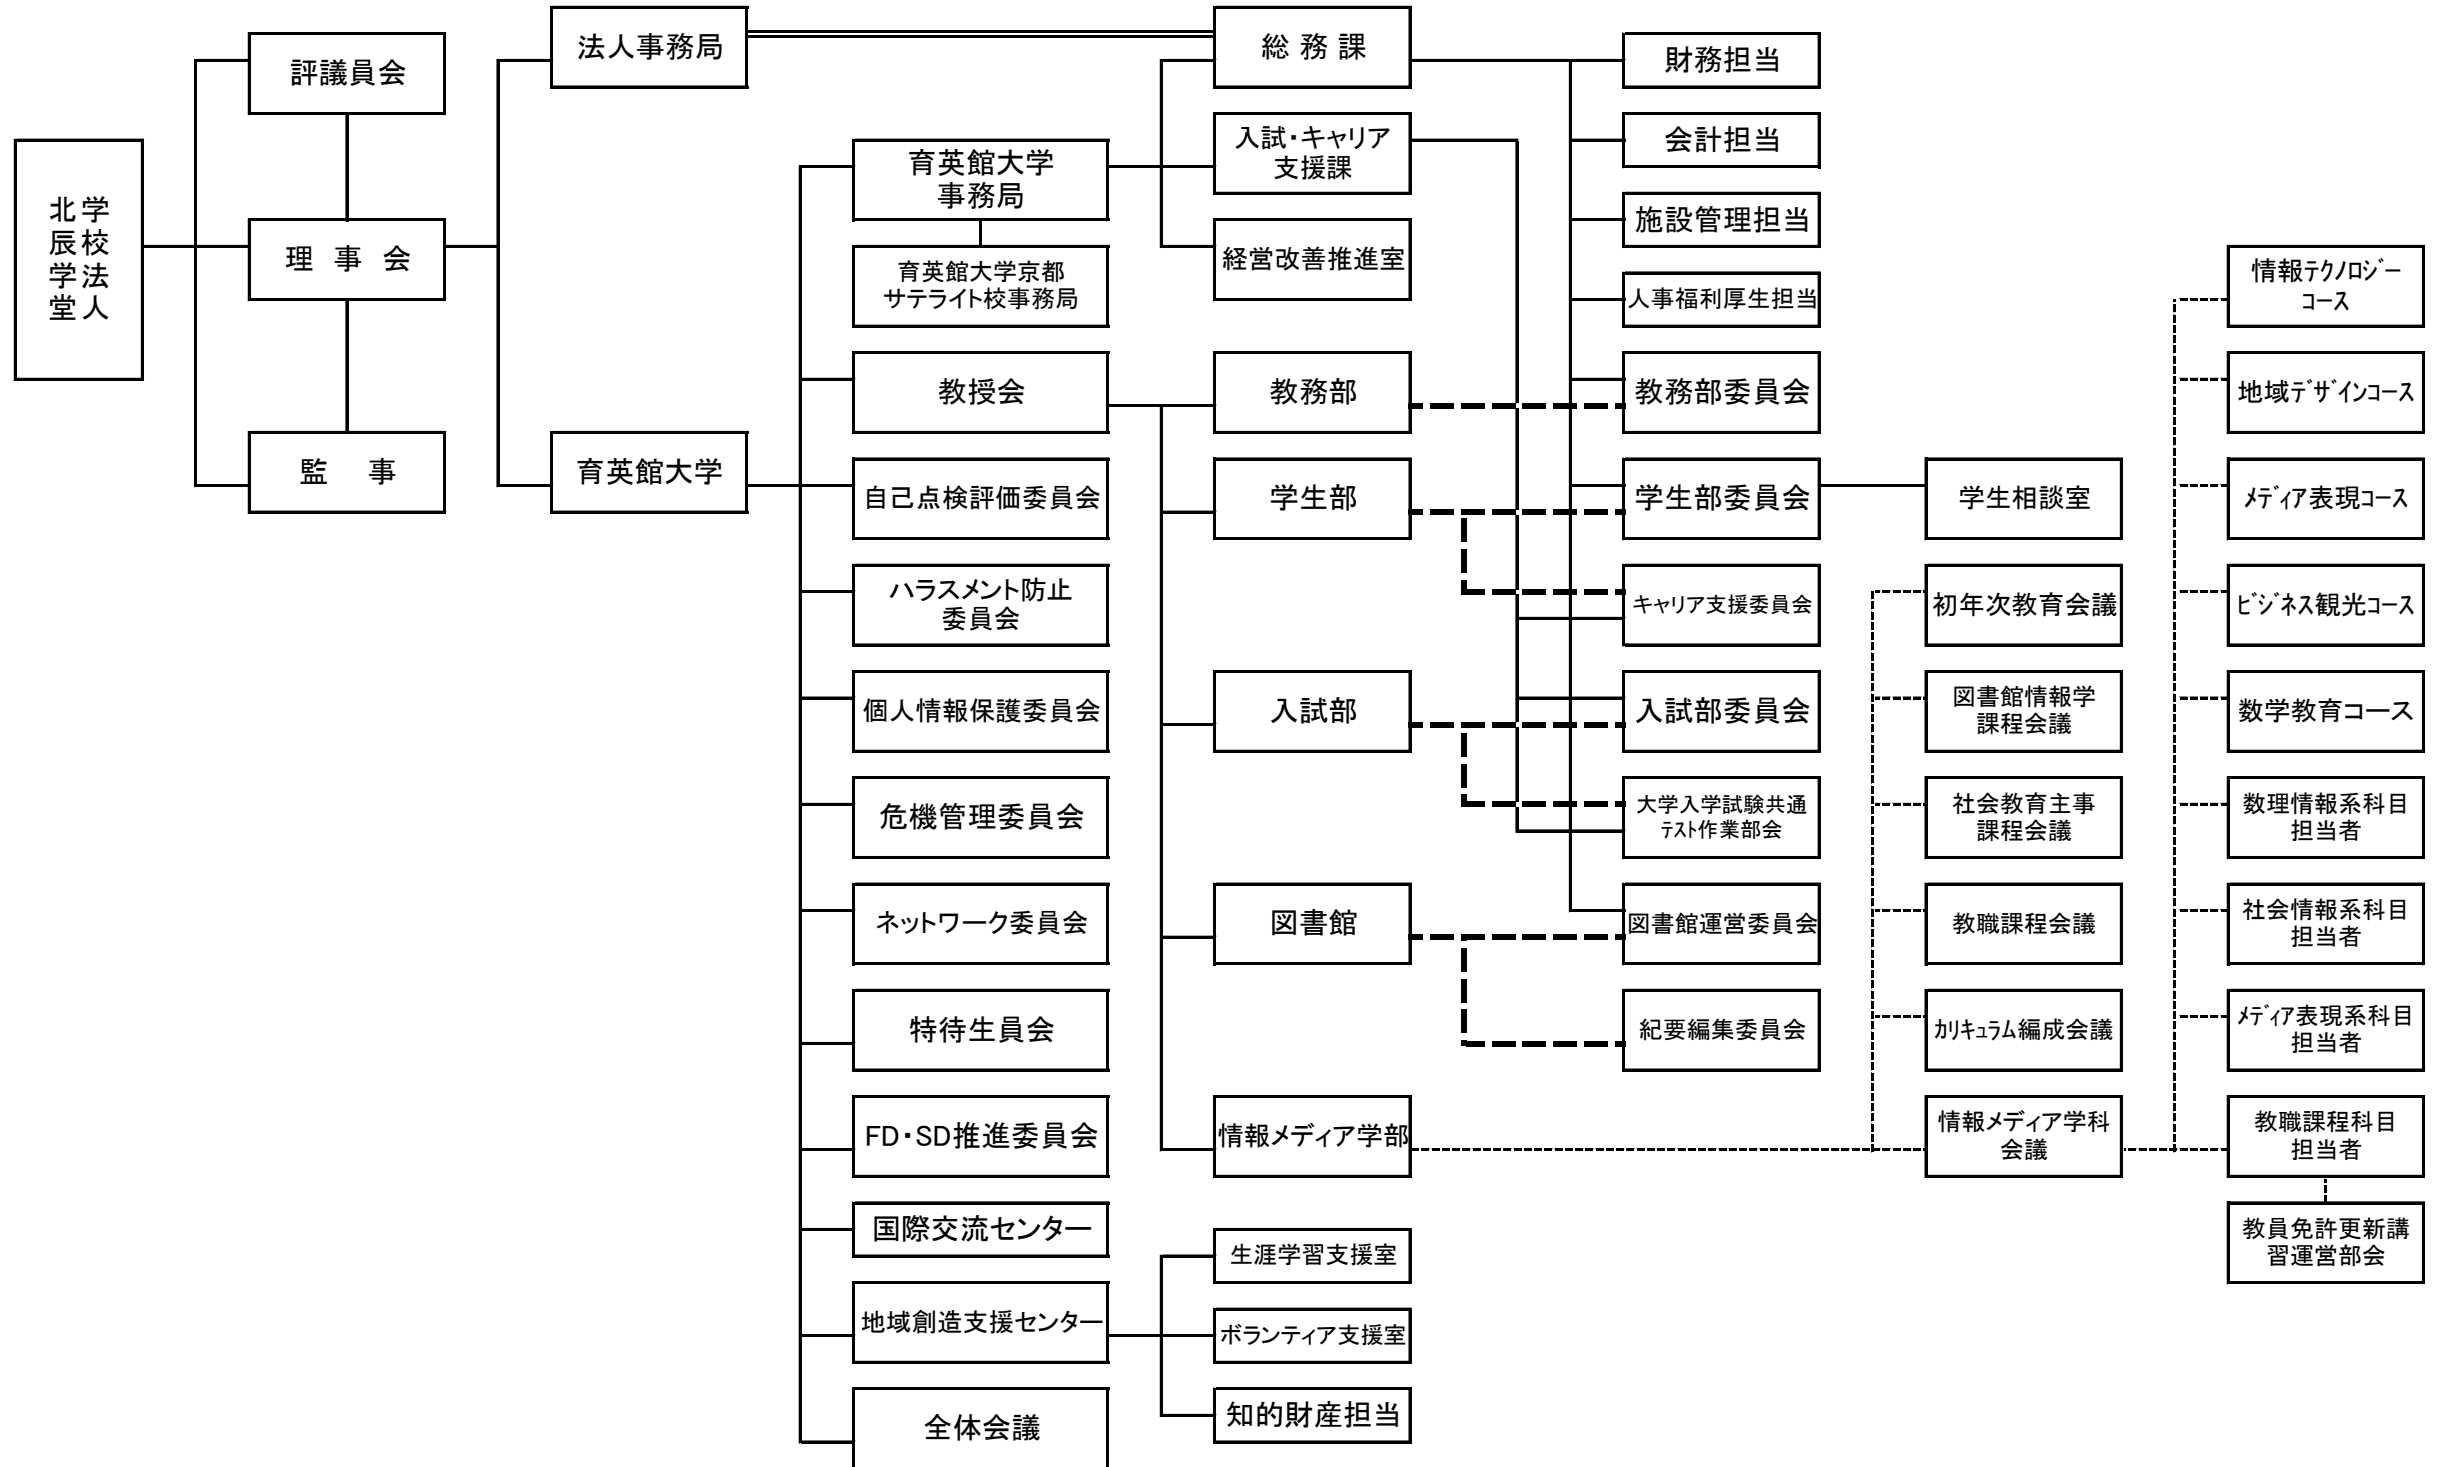 学校法人
北辰学堂
評議員会
理 事 会
監 事
法人事務局
育英館大学
育英館大学
事務局
育英館大学京都
サテライト校事務局
教授会
自己点検評価委員会
ハラスメント防止
委員会
個人情報保護委員会
危機管理委員会
ネットワーク委員会
特待生員会
FD・SD推進委員会
国際交流センター
地域創造支援センター
全体会議
総 務 課
入試・キャリア
支援課
経営改善推進室
教務部
学生部
入試部
図書館
情報メディア学部
生涯学習支援室
ボランティア支援室
知的財産担当
財務担当
会計担当
施設管理担当
人事福利厚生担当
教務部委員会
学生部委員会
キャリア支援委員会
入試部委員会
大学入学試験共通
ﾃｽﾄ作業部会
図書館運営委員会
紀要編集委員会
学生相談室
初年次教育会議
図書館情報学
課程会議
社会教育主事
課程会議
教職課程会議
ｶﾘｷｭﾗﾑ編成会議
情報メディア学科
会議
情報ﾃｸﾉﾛｼﾞｰ
ｺｰｽ
地域ﾃﾞｻﾞｲﾝｺｰｽ
ﾒﾃﾞｨｱ表現ｺｰｽ
ﾋﾞｼﾞﾈｽ観光ｺｰｽ
数学教育コース
数理情報系科目
担当者
社会情報系科目
担当者
ﾒﾃﾞｨｱ表現系科目
担当者
教職課程科目
担当者
教員免許更新講
習運営部会